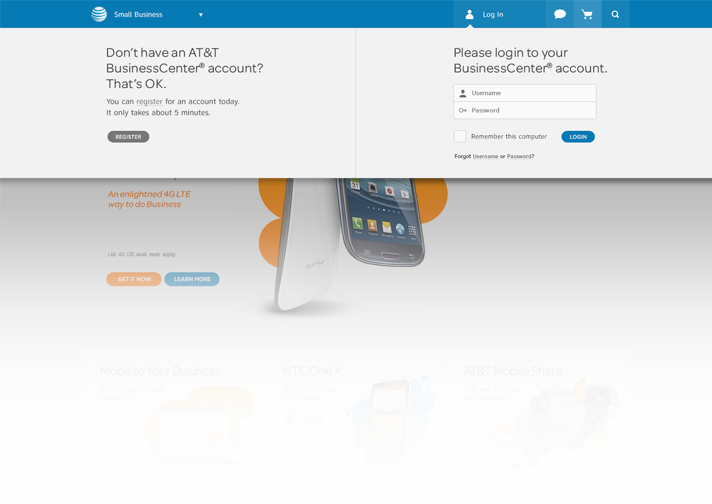 Small Business
Log In
Don't have an AT&T
BusinessCenter® account?
That's OK.
You can register for an account today.
It only takes about 5 minutes.
REGISTER
Please login to your
BusinessCenter® account.
Username
Password
Remember this computer
LOGIN
Forgot Username or Password?
An enlightned 4G LTE
way to do Business
Ltd. 4G LTE avail. restr. apply.
GET IT NOW
LEARN MORE
Mobilize Your Business
HTC One X
AT&T Mobile Share